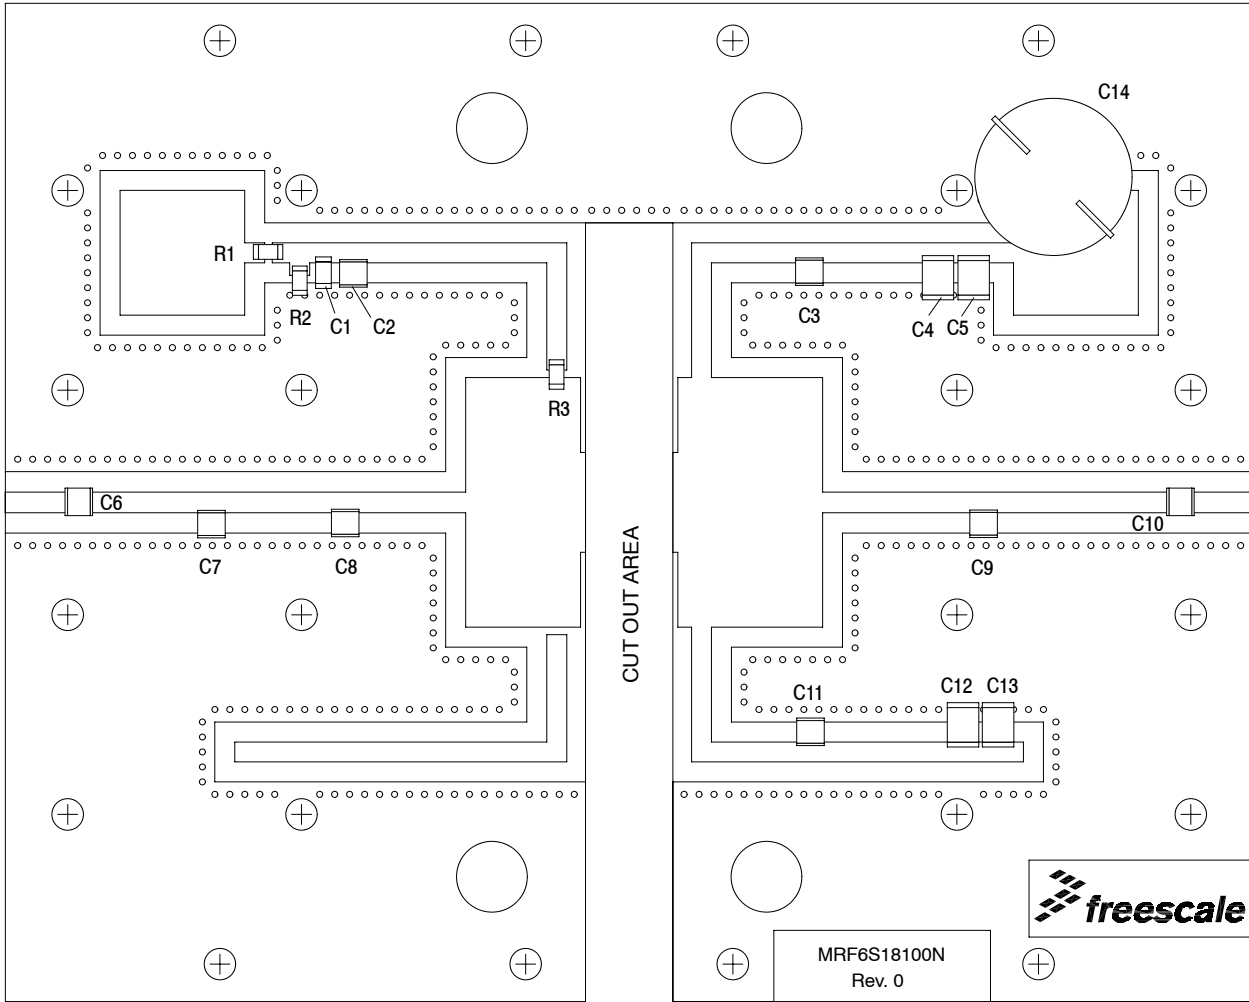 C14
R1
R2
C1
C2
C3
C4
C5
R3
C6
C7
C8
C9
C10
CUT OUT AREA
C11
C12
C13
freescale
MRF6S18100N
Rev. 0